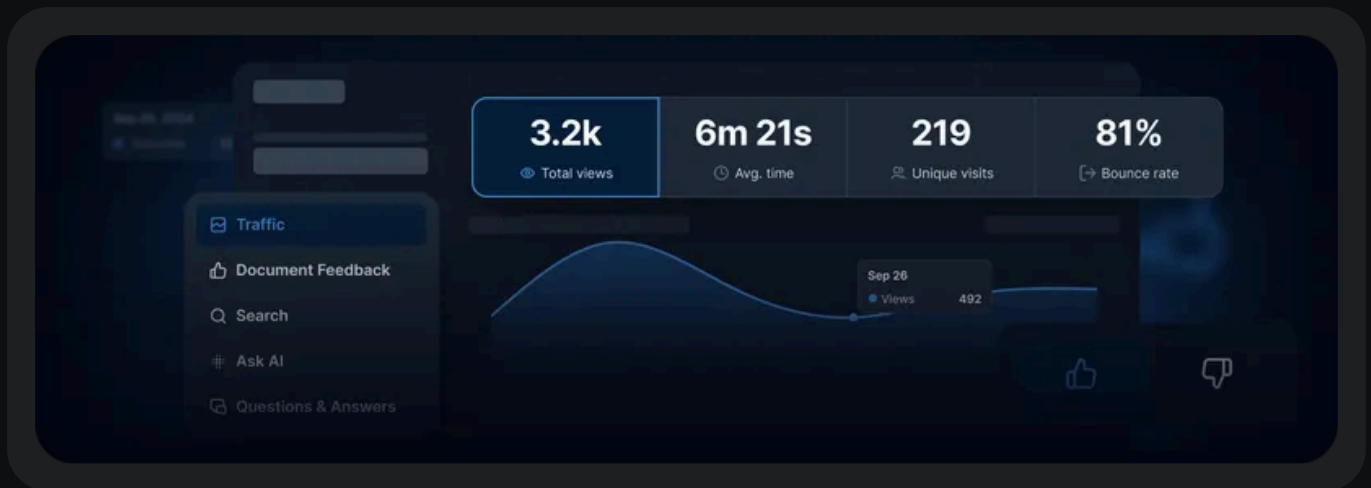 3.2k
Total views
6m 21s
Avg. time
219
Unique visits
81%
Bounce rate
Traffic
Document Feedback
Search
Ask AI
Questions & Answers
Sep 26
Views 492